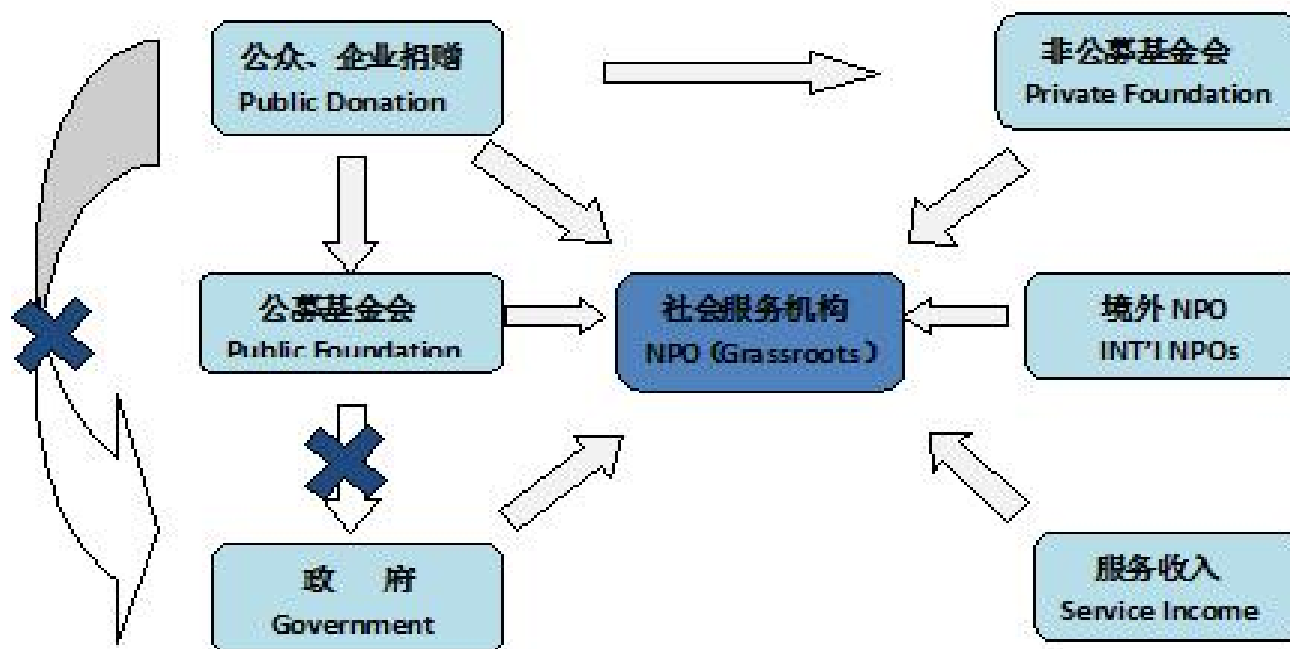 公众、企业捐赠
Public Donation
非公募基金会
Private Foundation
公募基金会
Public Foundation
社会服务机构
NPO（Grassroots）
境外 NPO
INT'I NPOs
政 府
Government
服务收入
Service Income